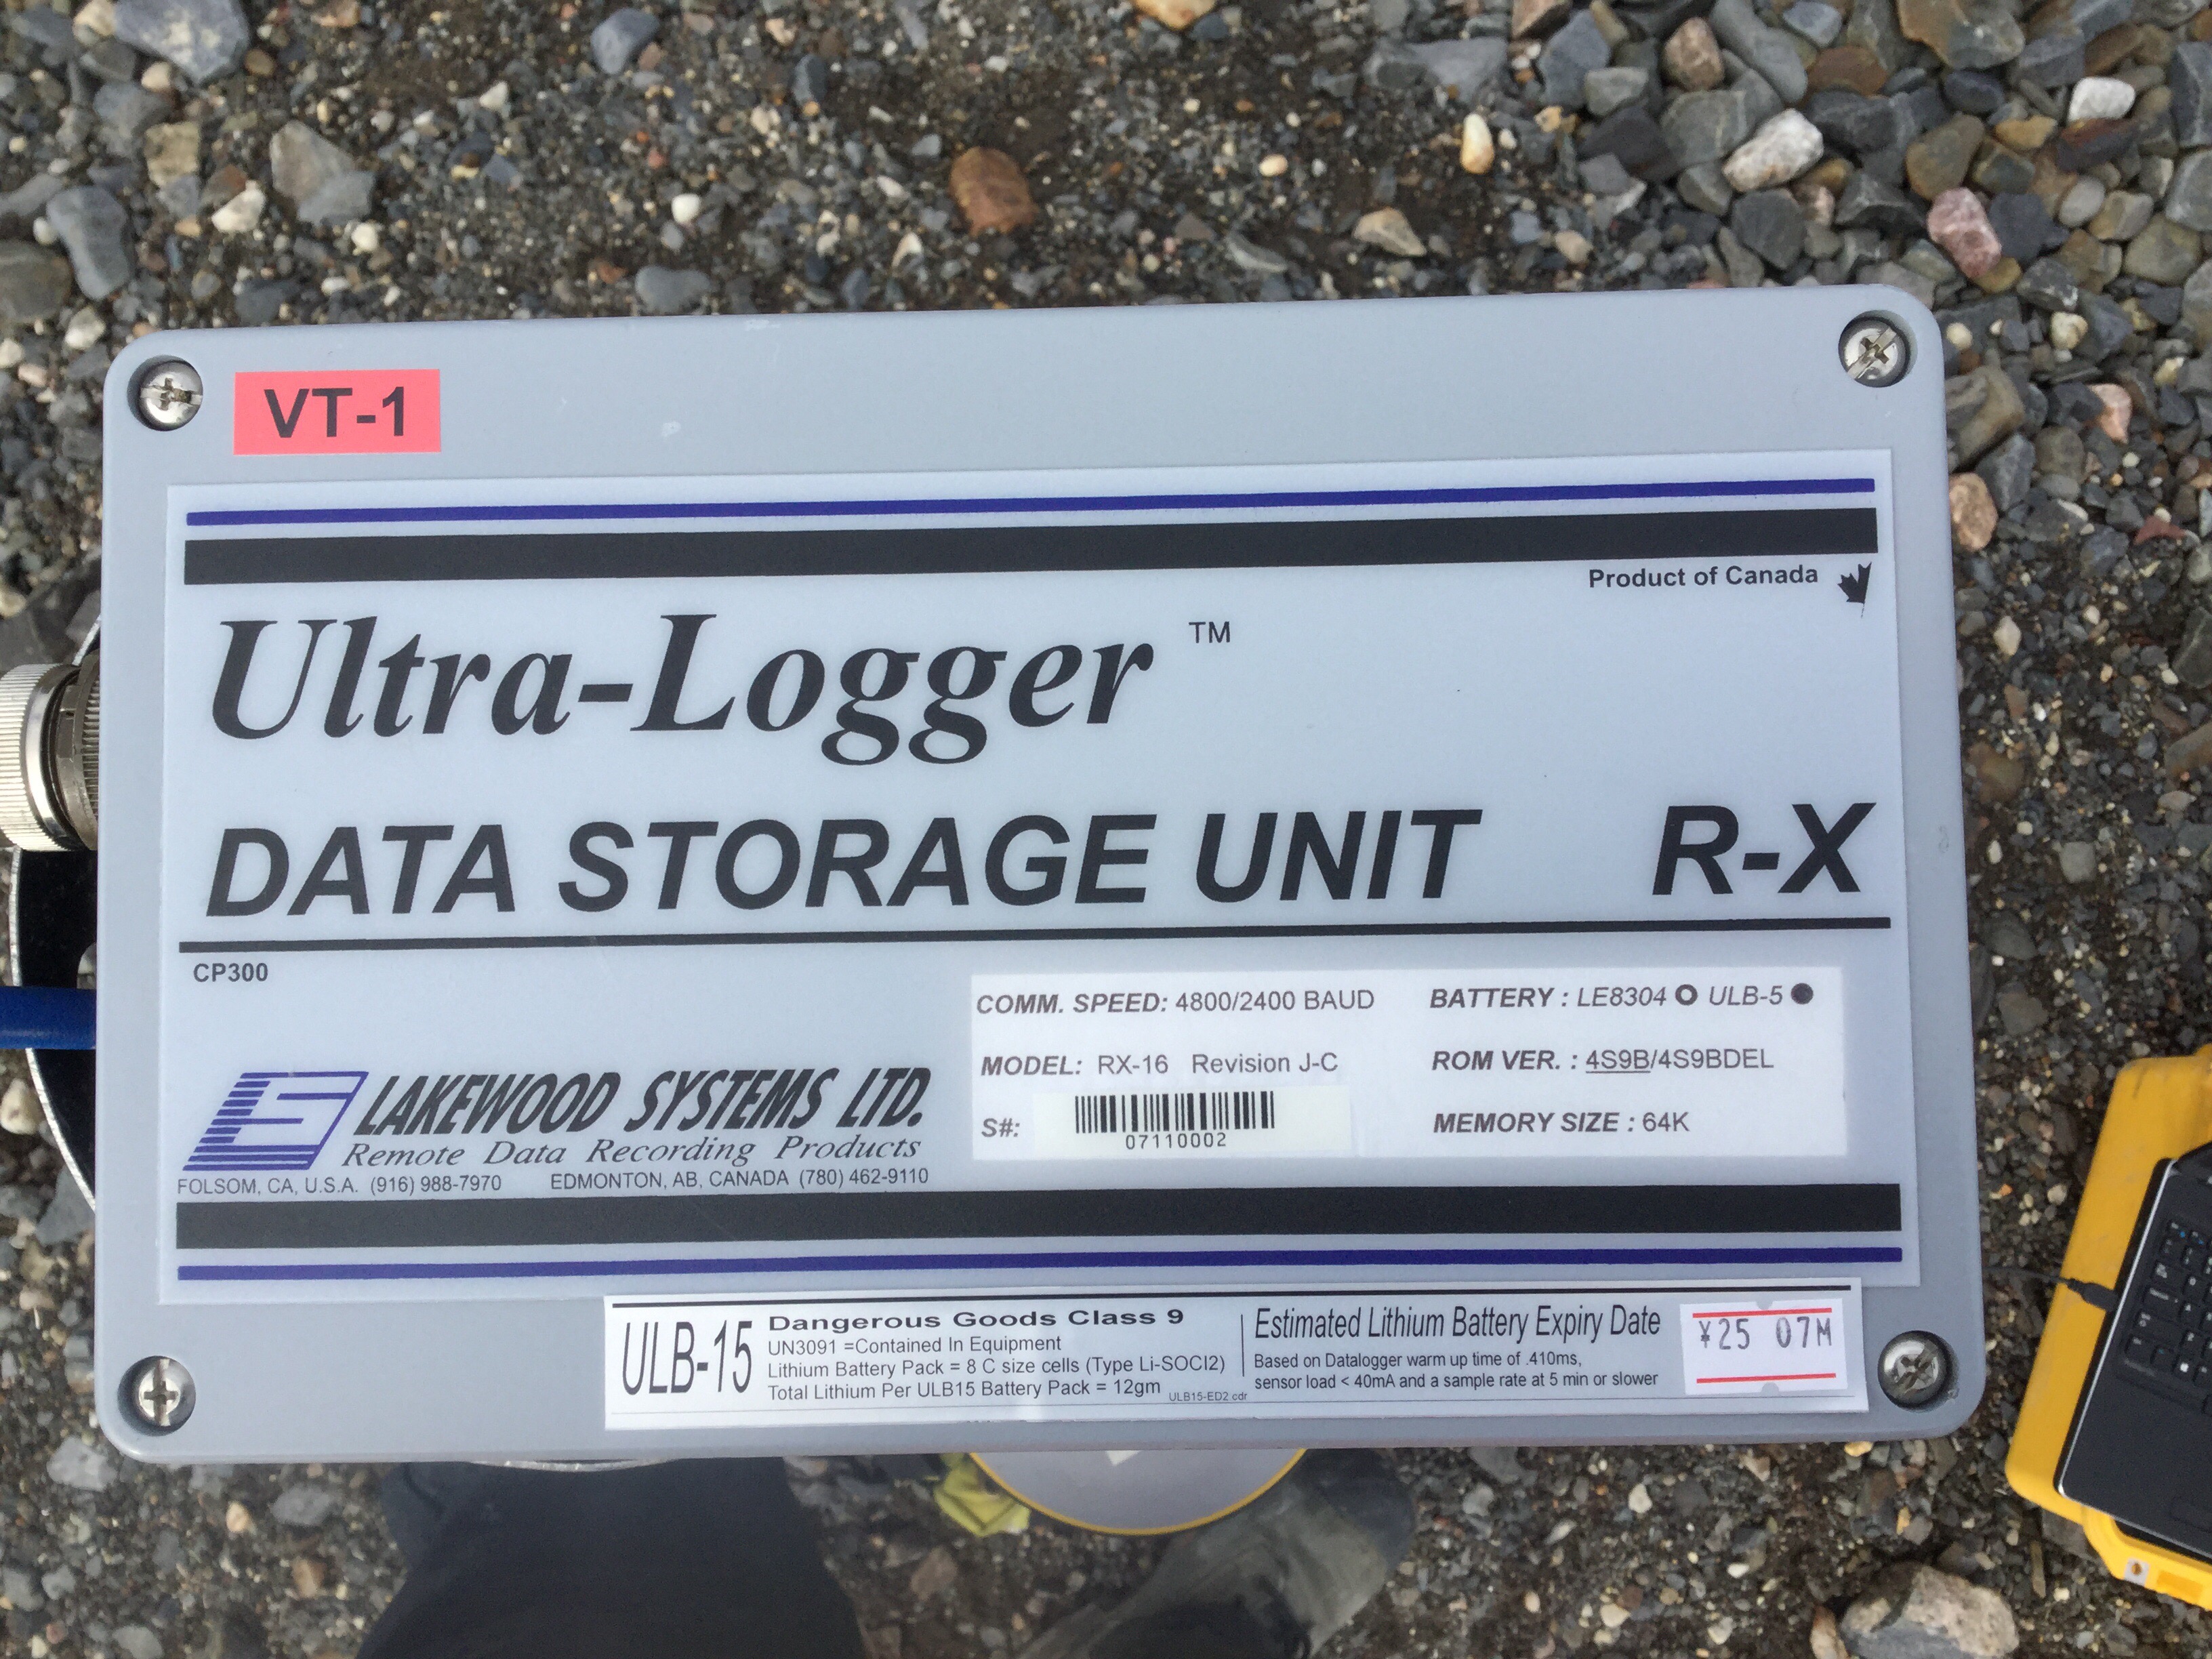 VT-1
Product of Canada
Ultra-Logger ™
DATA STORAGE UNIT R-X
CP300
COMM. SPEED: 4800/2400 BAUD BATTERY : LE8304 ULB-5
MODEL: RX-16 Revision J-C ROM VER. : 4S9B/4S9BDEL
S#: MEMORY SIZE : 64K
07110002
LAKEWOOD SYSTEMS LTD.
Remote Data Recording Products
FOLSOM, CA, U.S.A. (916) 988-7970 EDMONTON, AB, CANADA (780) 462-9110
ULB-15
Dangerous Goods Class 9
UN3091 =Contained In Equipment
Lithium Battery Pack = 8 C size cells (Type Li-SOCl2)
Total Lithium Per ULB15 Battery Pack = 12gm
ULB15-ED2.cdr
Estimated Lithium Battery Expiry Date
Based on Datalogger warm up time of .410ms,
sensor load < 40mA and a sample rate at 5 min or slower
¥25 07M